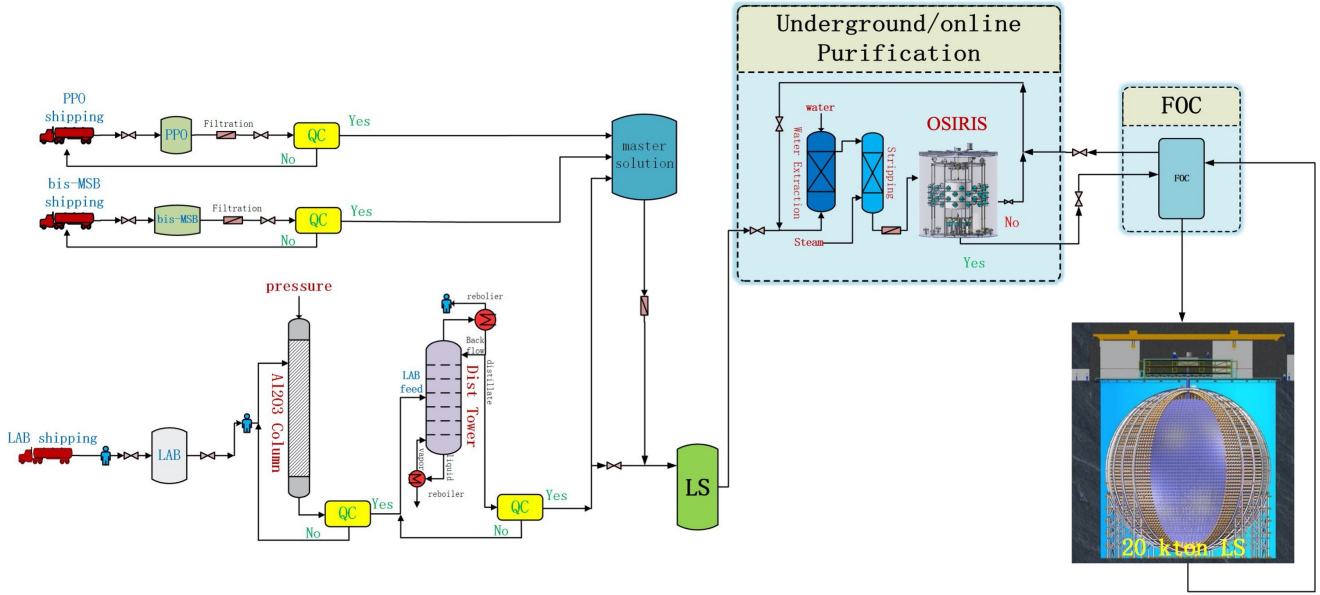 Underground/online
Purification
PPO
shipping
PPO
Filtration
QC
Yes
No
bis-MSB
shipping
bis-MSB
Filtration
QC
Yes
No
master
solution
water
Water Extraction
Stripping
OSIRIS
Steam
No
Yes
FOC
FOC
pressure
Al2O3 Column
LAB shipping
LAB
QC
Yes
No
rebolier
Back
flow
distillate
LAB
feed
Dist Tower
vapor
liquid
reboiler
QC
Yes
No
LS
20 kton LS